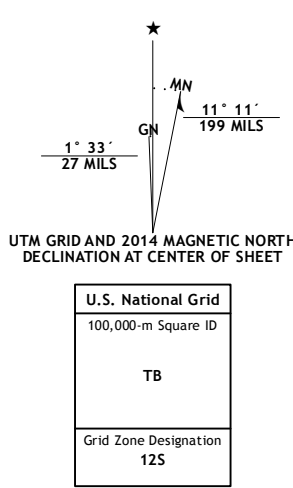 ★
MN
11° 11´
199 MILS
GN
1° 33´
27 MILS
UTM GRID AND 2014 MAGNETIC NORTH
DECLINATION AT CENTER OF SHEET
U.S. National Grid
100,000-m Square ID
TB
Grid Zone Designation
12S